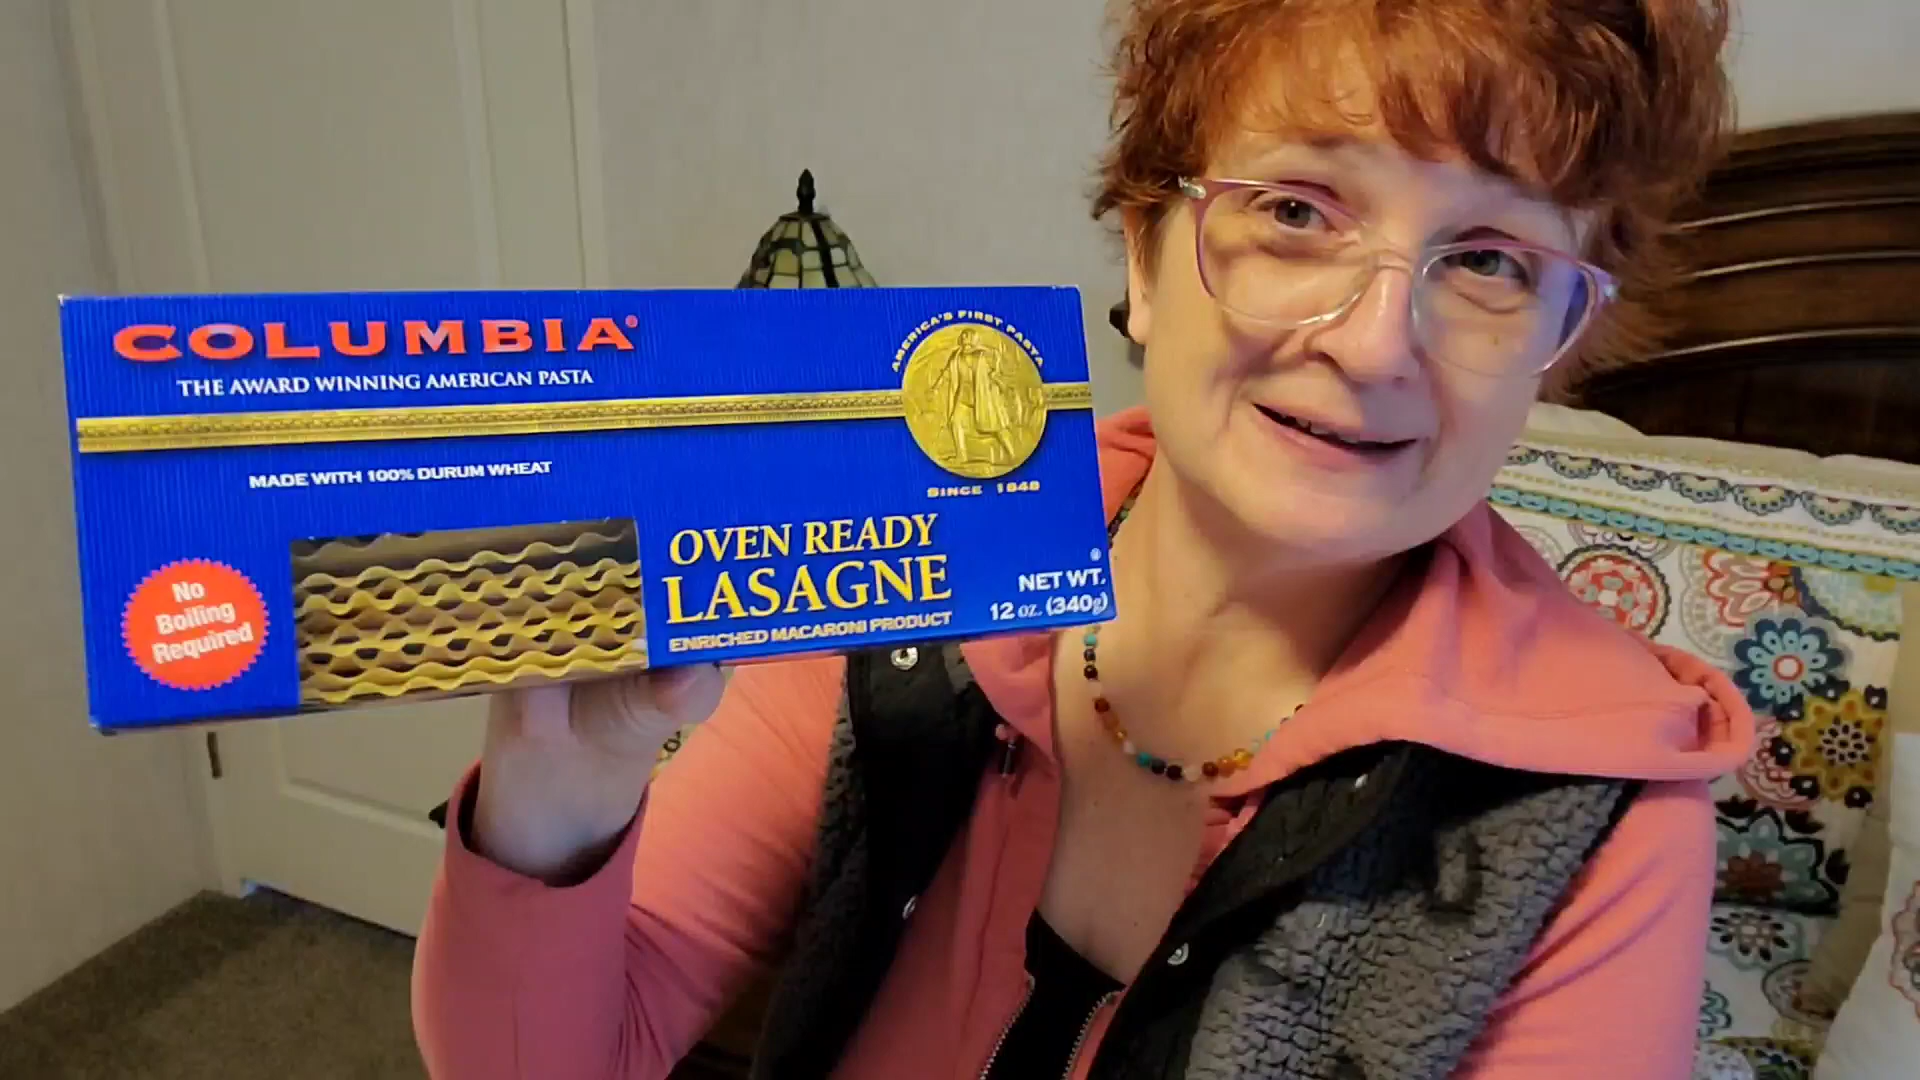 COLUMBIA®
THE AWARD WINNING AMERICAN PASTA
AMERICA'S FIRST PASTA
SINCE 1848
MADE WITH 100% DURUM WHEAT
No
Boiling
Required
OVEN READY
LASAGNE
ENRICHED MACARONI PRODUCT
NET WT.
12 OZ. (340g)